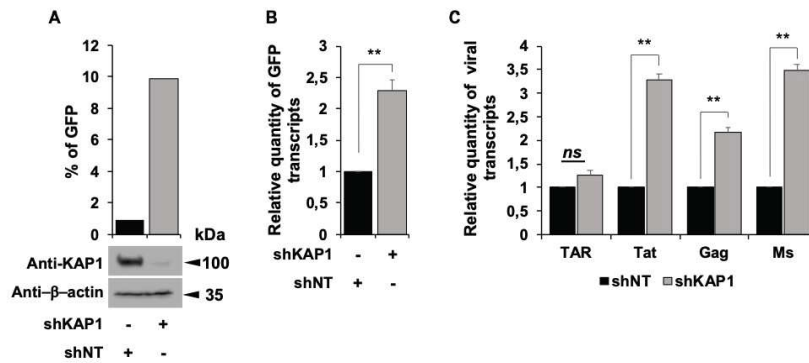 A
% of GFP
12
10
8
6
4
2
0
kDa
Anti-KAP1
100
Anti–β–actin
35
shKAP1 - +
shNT + -
B
Relative quantity of GFP
transcripts
3
2,5
2
1,5
1
0,5
0
**
shKAP1 - +
shNT + -
C
Relative quantity of viral
transcripts
4
3,5
3
2,5
2
1,5
1
0,5
0
ns
**
**
**
TAR Tat Gag Ms
shNT shKAP1